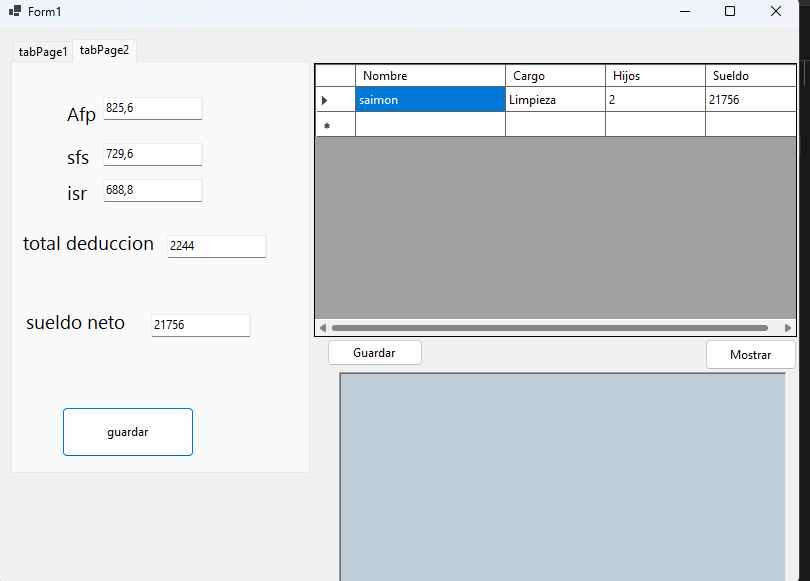 Form1
tabPage1 tabPage2
Afp 825,6
sfs 729,6
isr 688,8
total deduccion 2244
sueldo neto 21756
guardar
Nombre Cargo Hijos Sueldo
saimon Limpieza 2 21756
Guardar Mostrar